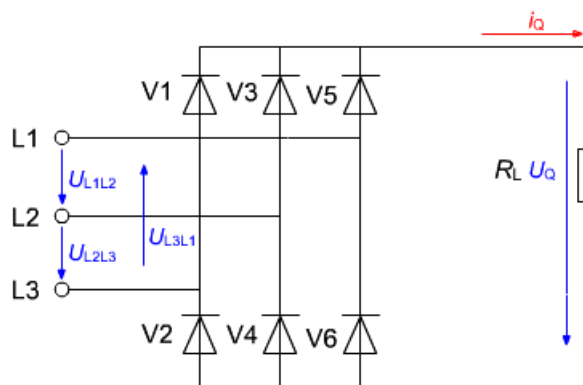 iQ
V1 V3 V5
L1
UL1L2
RL UQ
L2
UL2L3 UL3L1
L3
V2 V4 V6